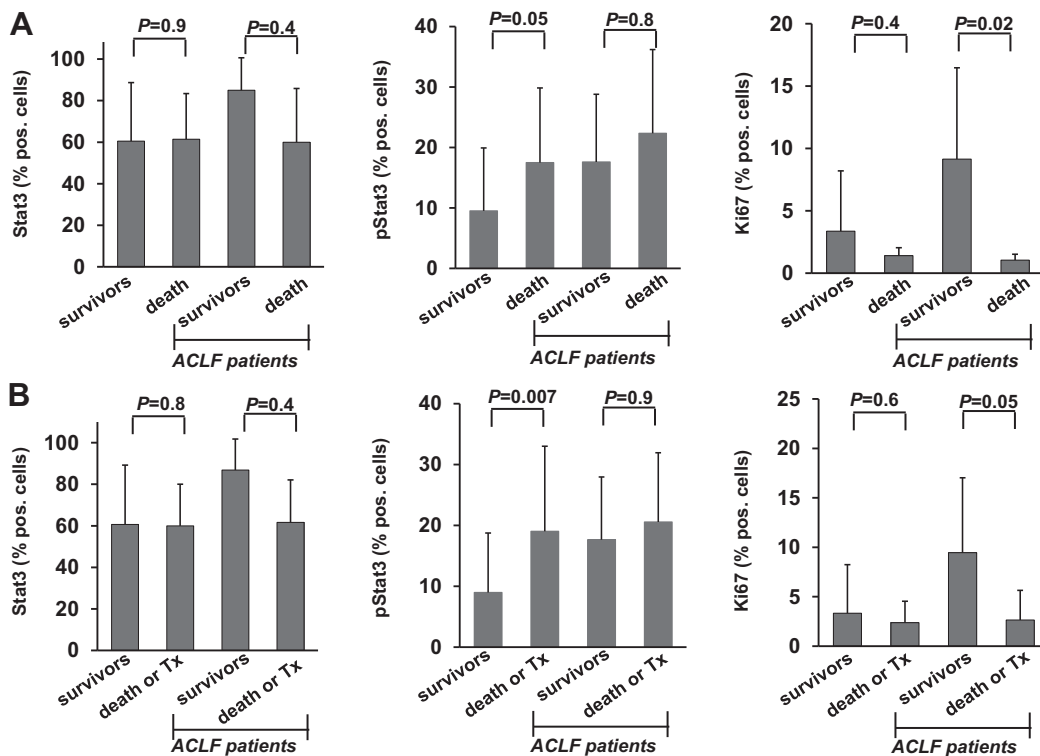 A
P=0.9
P=0.4
Stat3 (% pos. cells)
100
80
60
40
20
0
survivors
death
survivors
death
ACLF patients
P=0.05
P=0.8
pStat3 (% pos. cells)
40
30
20
10
0
survivors
death
survivors
death
ACLF patients
P=0.4
P=0.02
Ki67 (% pos. cells)
20
15
10
5
0
survivors
death
survivors
death
ACLF patients
B
P=0.8
P=0.4
Stat3 (% pos. cells)
100
80
60
40
20
0
survivors
death or Tx
survivors
death or Tx
ACLF patients
P=0.007
P=0.9
pStat3 (% pos. cells)
40
30
20
10
0
survivors
death or Tx
survivors
death or Tx
ACLF patients
P=0.6
P=0.05
Ki67 (% pos. cells)
25
20
15
10
5
0
survivors
death or Tx
survivors
death or Tx
ACLF patients